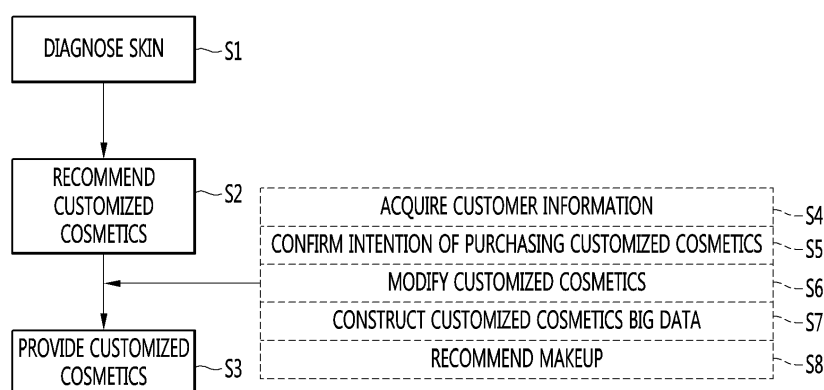 DIAGNOSE SKIN
S1
RECOMMEND
CUSTOMIZED
COSMETICS
S2
ACQUIRE CUSTOMER INFORMATION
S4
CONFIRM INTENTION OF PURCHASING CUSTOMIZED COSMETICS
S5
MODIFY CUSTOMIZED COSMETICS
S6
CONSTRUCT CUSTOMIZED COSMETICS BIG DATA
S7
RECOMMEND MAKEUP
S8
PROVIDE CUSTOMIZED
COSMETICS
S3